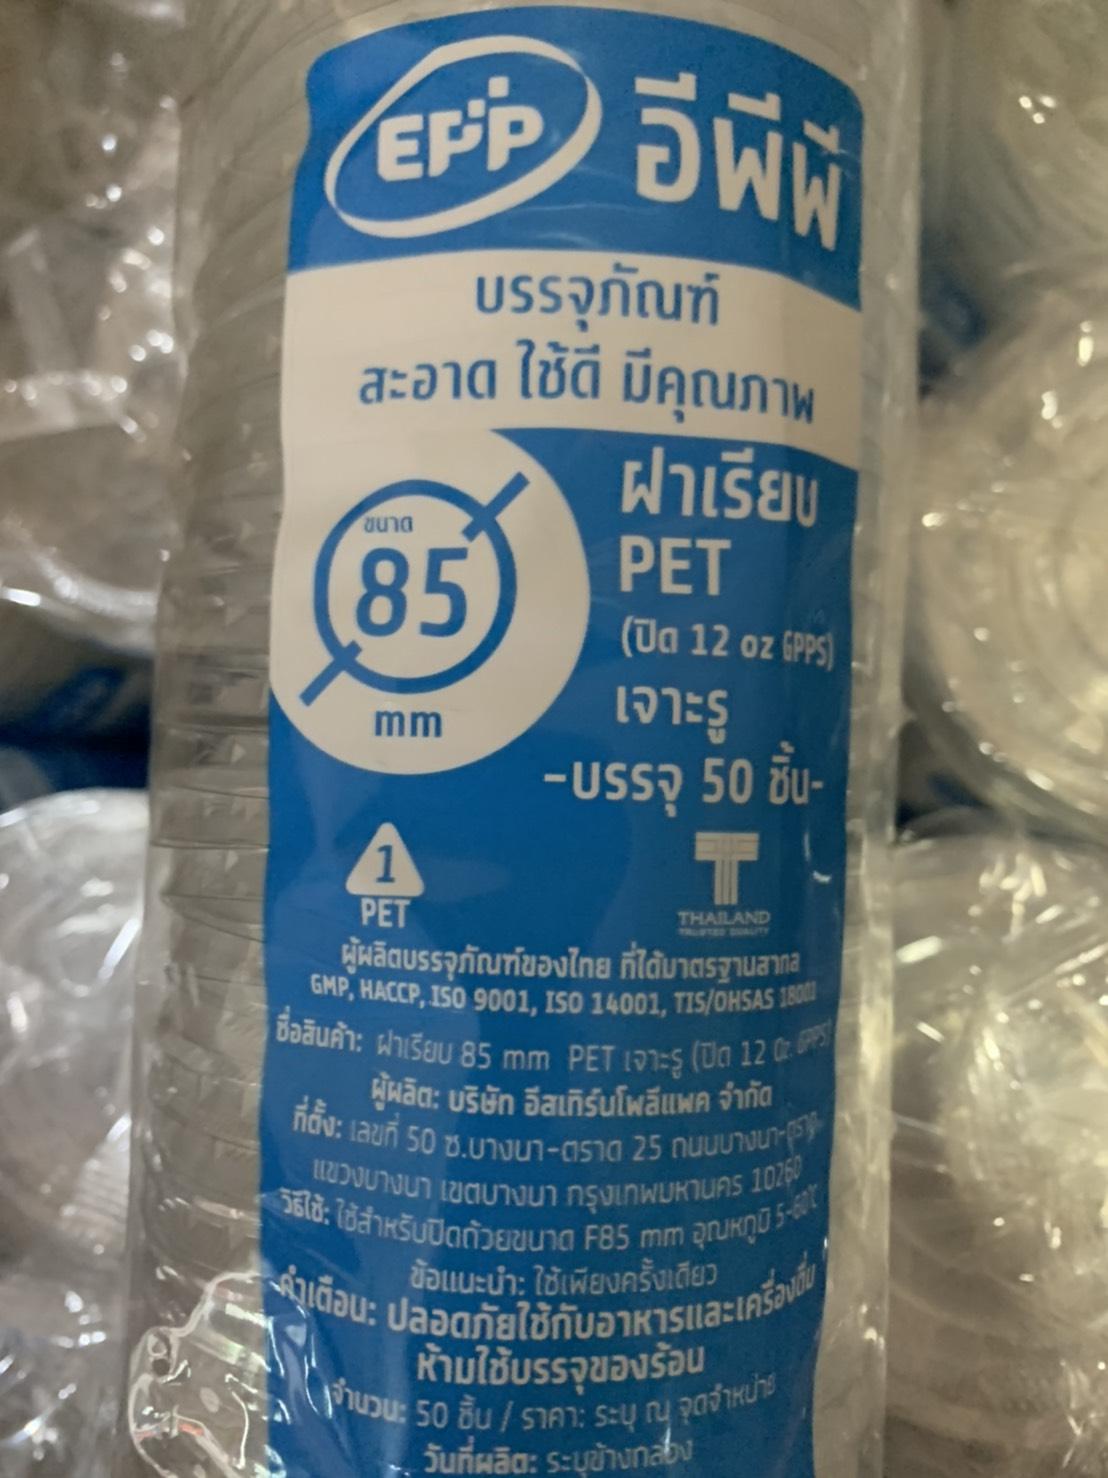 EPP อีพีพี
บรรจุภัณฑ์
สะอาด ใช้ดี มีคุณภาพ
ขนาด
85
mm
ฝาเรียบ
PET
(ปิด 12 oz GPPS)
เจาะรู
-บรรจุ 50 ชิ้น-
1
PET
T
THAILAND
TRUSTED QUALITY
ผู้ผลิตบรรจุภัณฑ์ของไทย ที่ได้มาตรฐานสากล
GMP, HACCP, ISO 9001, ISO 14001, TIS/OHSAS 18001
ชื่อสินค้า: ฝาเรียบ 85 mm PET เจาะรู (ปิด 12 oz. GPPS)
ผู้ผลิต: บริษัท อีสเทิร์นโพลีแพค จำกัด
ที่ตั้ง: เลขที่ 50 ซ.บางนา-ตราด 25 ถนนบางนา-ตราด
แขวงบางนา เขตบางนา กรุงเทพมหานคร 10260
วิธีใช้: ใช้สำหรับปิดถ้วยขนาด F85 mm อุณหภูมิ 5-60°C
ข้อแนะนำ: ใช้เพียงครั้งเดียว
คำเตือน: ปลอดภัยใช้กับอาหารและเครื่องดื่ม
ห้ามใช้บรรจุของร้อน
จำนวน: 50 ชิ้น / ราคา: ระบุ ณ จุดจำหน่าย
วันที่ผลิต: ระบุข้างกล่อง